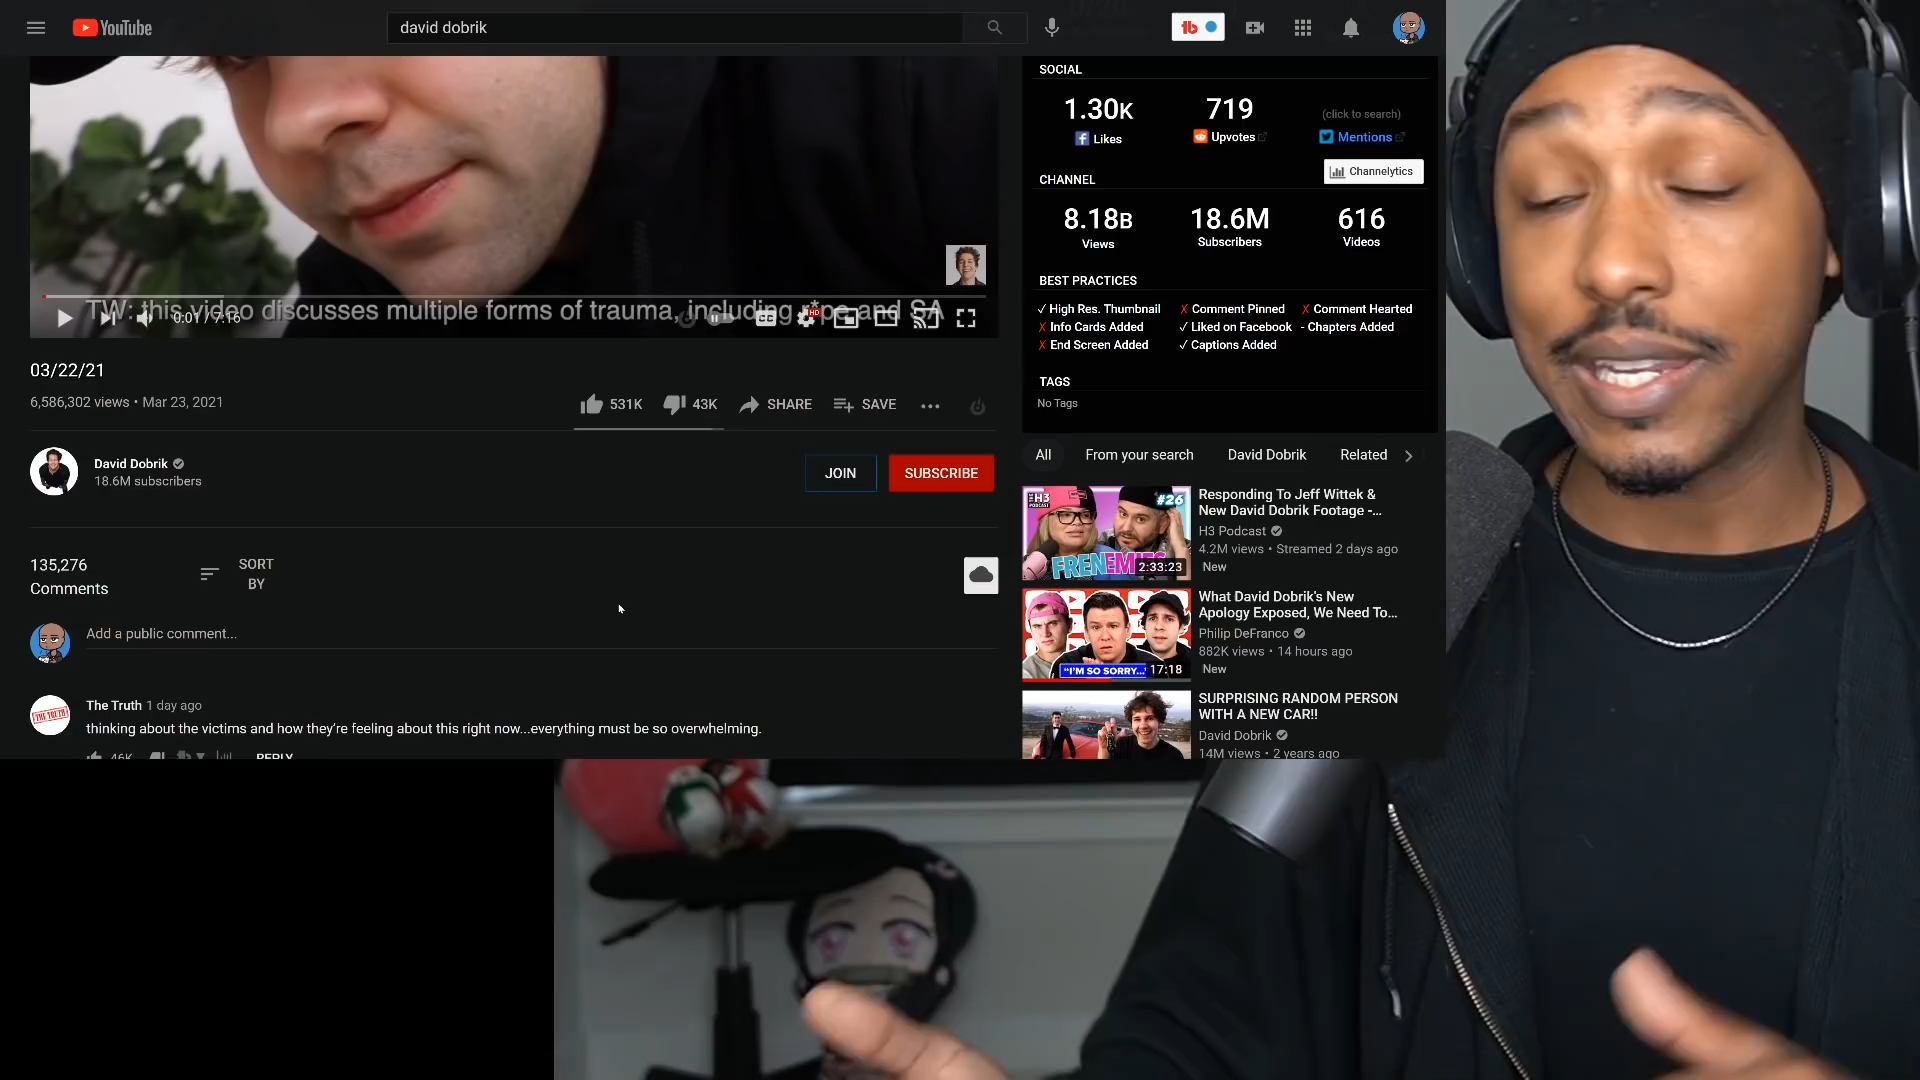 YouTube
david dobrik
TW: this video discusses multiple forms of trauma, including r*pe and SA
0:01 / 7:16
CC
HD
03/22/21
6,586,302 views • Mar 23, 2021
531K
43K
SHARE
SAVE
David Dobrik
18.6M subscribers
JOIN
SUBSCRIBE
135,276
Comments
SORT
BY
Add a public comment...
THE TRUTH
The Truth 1 day ago
thinking about the victims and how they're feeling about this right now...everything must be so overwhelming.
46K
REPLY
SOCIAL
1.30K
Likes
719
Upvotes
(click to search)
Mentions
Channelytics
CHANNEL
8.18B
Views
18.6M
Subscribers
616
Videos
BEST PRACTICES
✓ High Res. Thumbnail
✗ Comment Pinned
✗ Comment Hearted
✗ Info Cards Added
✓ Liked on Facebook
- Chapters Added
✗ End Screen Added
✓ Captions Added
TAGS
No Tags
All
From your search
David Dobrik
Related
H3
PODCAST
#26
FRENEMIES
2:33:23
Responding To Jeff Wittek &
New David Dobrik Footage -...
H3 Podcast
4.2M views • Streamed 2 days ago
New
"I'M SO SORRY..."
17:18
What David Dobrik's New
Apology Exposed, We Need To...
Philip DeFranco
882K views • 14 hours ago
New
SURPRISING RANDOM PERSON
WITH A NEW CAR!!
David Dobrik
14M views • 2 years ago